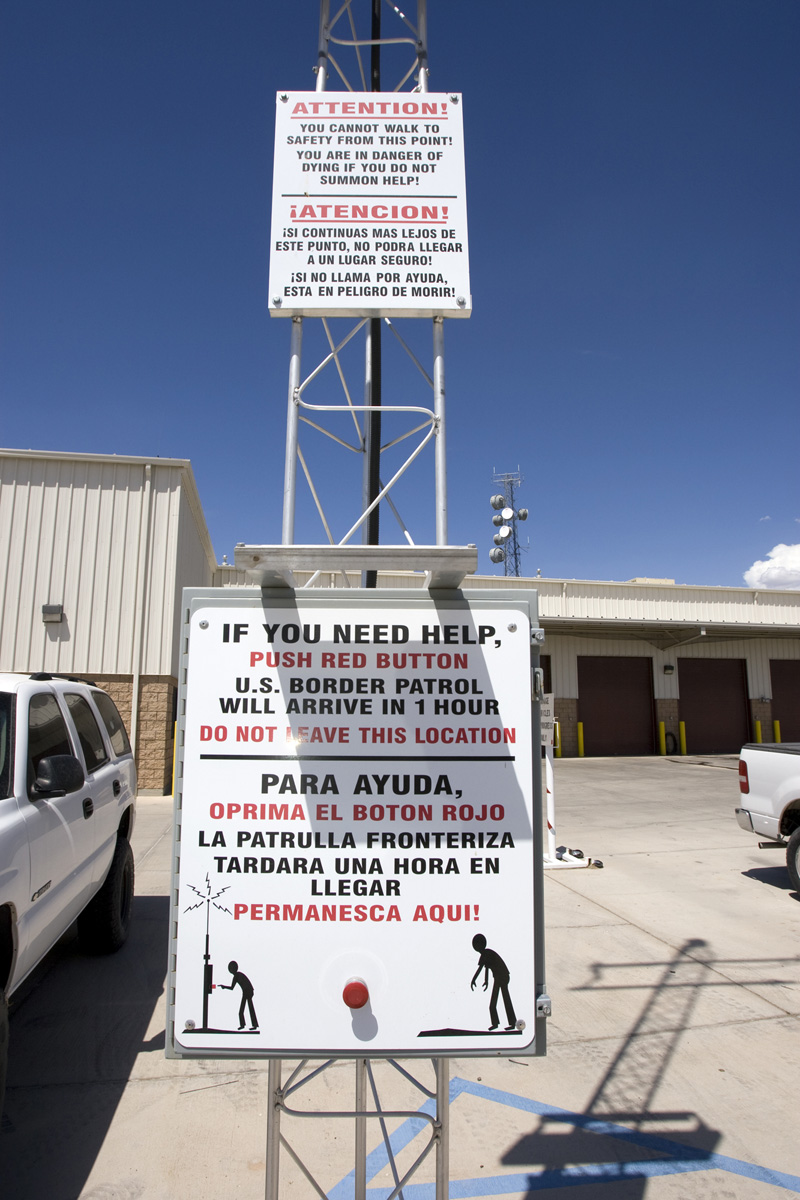 ATTENTION!
YOU CANNOT WALK TO
SAFETY FROM THIS POINT!
YOU ARE IN DANGER OF
DYING IF YOU DO NOT
SUMMON HELP!
¡ATENCION!
¡SI CONTINUAS MAS LEJOS DE
ESTE PUNTO, NO PODRA LLEGAR
A UN LUGAR SEGURO!
¡SI NO LLAMA POR AYUDA,
ESTA EN PELIGRO DE MORIR!
IF YOU NEED HELP,
PUSH RED BUTTON
U.S. BORDER PATROL
WILL ARRIVE IN 1 HOUR
DO NOT LEAVE THIS LOCATION
PARA AYUDA,
OPRIMA EL BOTON ROJO
LA PATRULLA FRONTERIZA
TARDARA UNA HORA EN
LLEGAR
PERMANESCA AQUI!